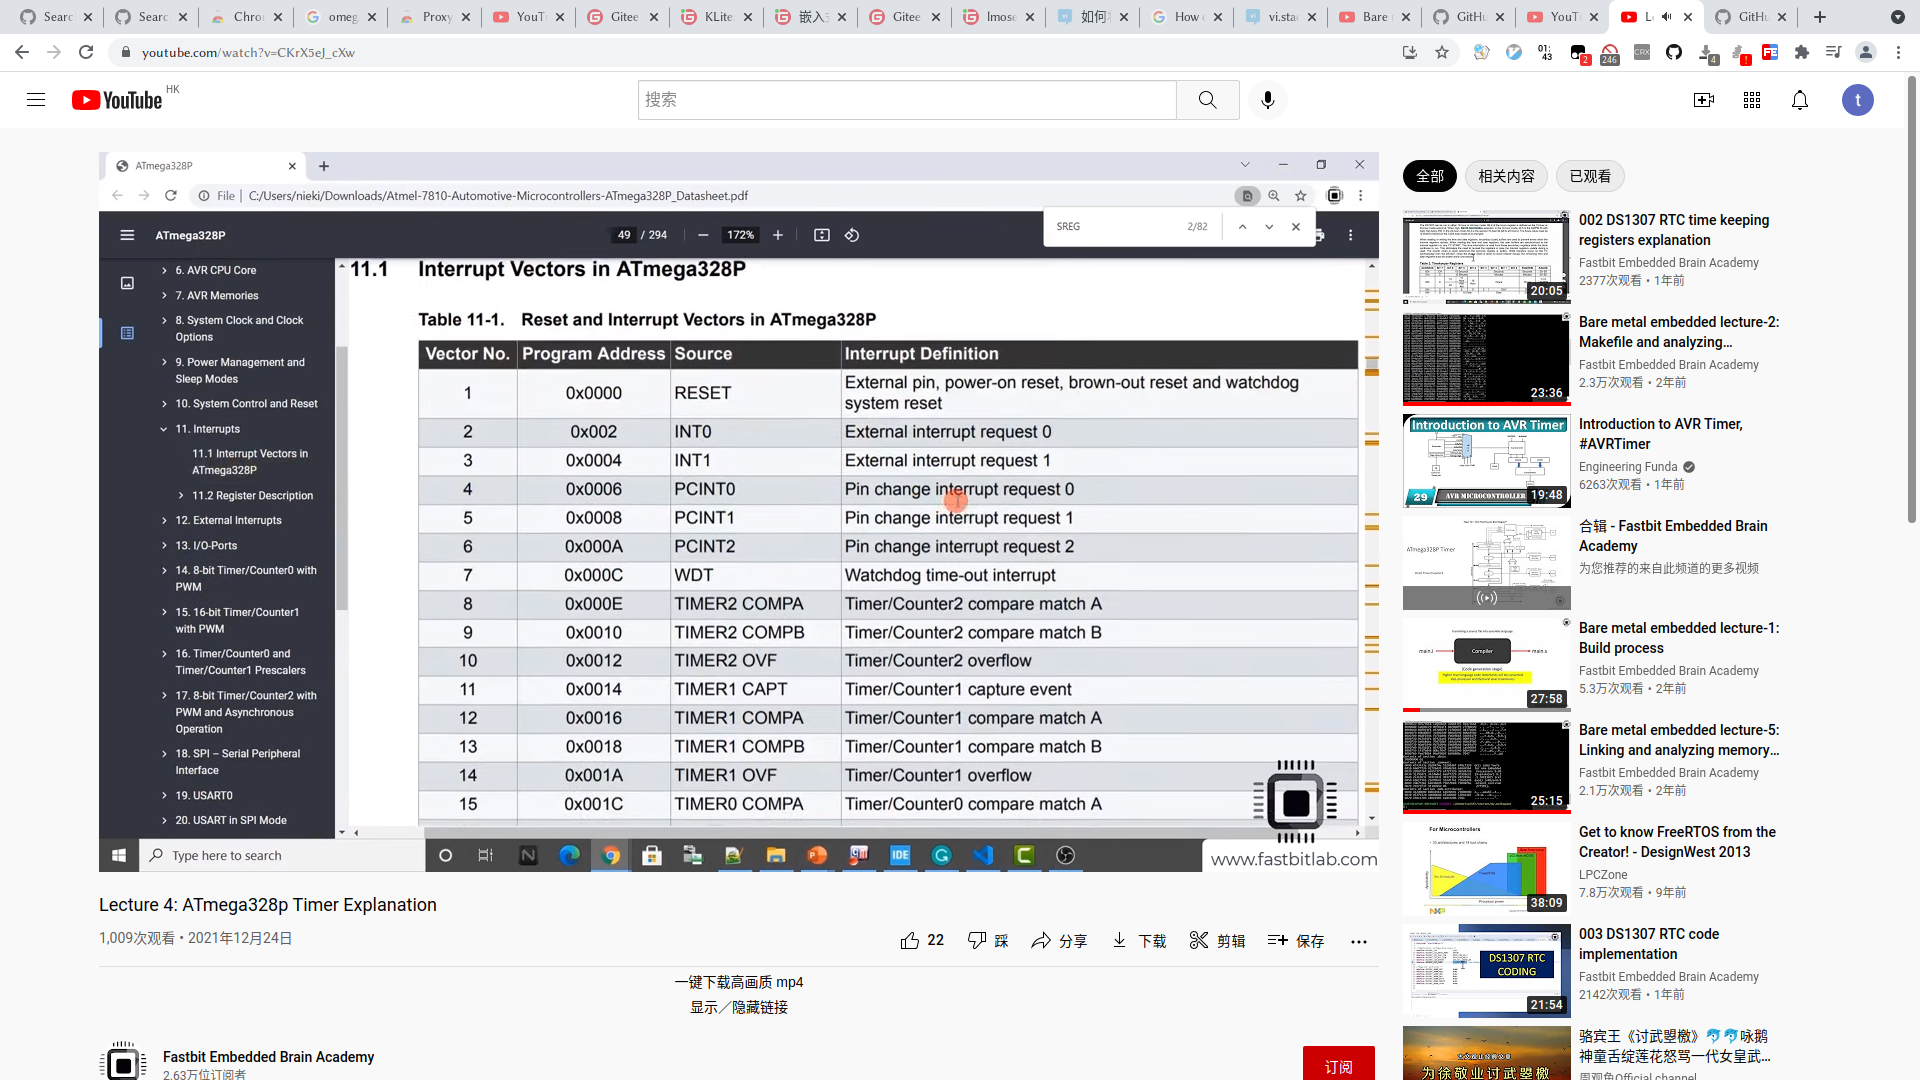 Searc
Searc
Chron
omeg
Proxy
YouT
Gitee
KLite
嵌入
Gitee
lmose
如何
How c
vi.sta
Bare
GitHu
YouT
Le
GitHu
youtube.com/watch?v=CKrX5eJ_cXw
01:
43
2
246
CRX
4
YouTube HK
搜索
t
ATmega328P
File | C:/Users/nieki/Downloads/Atmel-7810-Automotive-Microcontrollers-ATmega328P_Datasheet.pdf
ATmega328P
49 / 294
172%
SREG
2/82
6. AVR CPU Core
7. AVR Memories
8. System Clock and Clock
Options
9. Power Management and
Sleep Modes
10. System Control and Reset
11. Interrupts
11.1 Interrupt Vectors in
ATmega328P
11.2 Register Description
12. External Interrupts
13. I/O-Ports
14. 8-bit Timer/Counter0 with
PWM
15. 16-bit Timer/Counter1
with PWM
16. Timer/Counter0 and
Timer/Counter1 Prescalers
17. 8-bit Timer/Counter2 with
PWM and Asynchronous
Operation
18. SPI – Serial Peripheral
Interface
19. USART0
20. USART in SPI Mode
11.1 Interrupt Vectors in ATmega328P
Table 11-1. Reset and Interrupt Vectors in ATmega328P
Vector No. Program Address Source Interrupt Definition
1 0x0000 RESET External pin, power-on reset, brown-out reset and watchdog
system reset
2 0x002 INT0 External interrupt request 0
3 0x0004 INT1 External interrupt request 1
4 0x0006 PCINT0 Pin change interrupt request 0
5 0x0008 PCINT1 Pin change interrupt request 1
6 0x000A PCINT2 Pin change interrupt request 2
7 0x000C WDT Watchdog time-out interrupt
8 0x000E TIMER2 COMPA Timer/Counter2 compare match A
9 0x0010 TIMER2 COMPB Timer/Counter2 compare match B
10 0x0012 TIMER2 OVF Timer/Counter2 overflow
11 0x0014 TIMER1 CAPT Timer/Counter1 capture event
12 0x0016 TIMER1 COMPA Timer/Counter1 compare match A
13 0x0018 TIMER1 COMPB Timer/Counter1 compare match B
14 0x001A TIMER1 OVF Timer/Counter1 overflow
15 0x001C TIMER0 COMPA Timer/Counter0 compare match A
Type here to search
IDE
www.fastbitlab.com
Lecture 4: ATmega328p Timer Explanation
1,009次观看 • 2021年12月24日
22
踩
分享
下载
剪辑
保存
一键下载高画质 mp4
显示／隐藏链接
Fastbit Embedded Brain Academy
2.63万位订阅者
订阅
全部
相关内容
已观看
20:05
002 DS1307 RTC time keeping
registers explanation
Fastbit Embedded Brain Academy
2377次观看 • 1年前
23:36
Bare metal embedded lecture-2:
Makefile and analyzing…
Fastbit Embedded Brain Academy
2.3万次观看 • 2年前
Introduction to AVR Timer
29
AVR MICROCONTROLLER
19:48
Introduction to AVR Timer,
#AVRTimer
Engineering Funda
6263次观看 • 1年前
ATmega328P Timer
合辑 - Fastbit Embedded Brain
Academy
为您推荐的来自此频道的更多视频
main.i
Compiler
main.s
27:58
Bare metal embedded lecture-1:
Build process
Fastbit Embedded Brain Academy
5.3万次观看 • 2年前
25:15
Bare metal embedded lecture-5:
Linking and analyzing memory…
Fastbit Embedded Brain Academy
2.1万次观看 • 2年前
For Microcontrollers
NXP
38:09
Get to know FreeRTOS from the
Creator! - DesignWest 2013
LPCZone
7.8万次观看 • 9年前
DS1307 RTC
CODING
21:54
003 DS1307 RTC code
implementation
Fastbit Embedded Brain Academy
2142次观看 • 1年前
为徐敬业讨武曌檄
骆宾王《讨武曌檄》🐬🐬咏鹅
神童舌绽莲花怒骂一代女皇武…